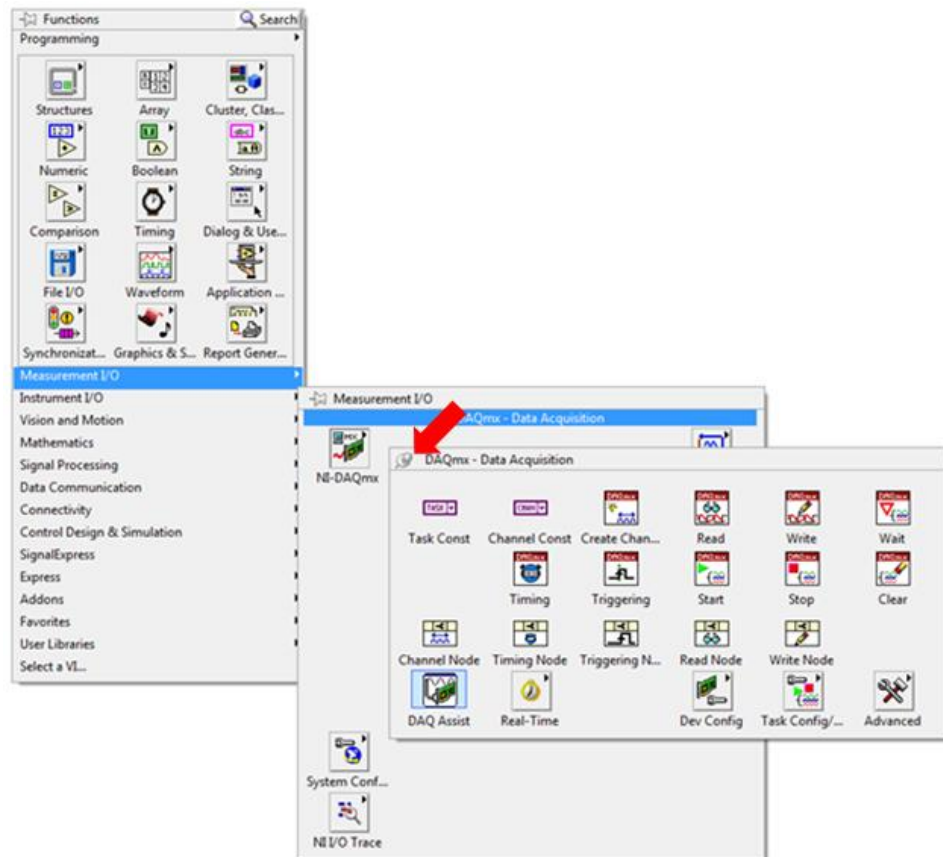 Functions Search
Programming
Structures Array Cluster, Clas...
Numeric Boolean String
Comparison Timing Dialog & Use...
File I/O Waveform Application ...
Synchronizat... Graphics & S... Report Gener...
Measurement I/O
Instrument I/O
Vision and Motion
Mathematics
Signal Processing
Data Communication
Connectivity
Control Design & Simulation
SignalExpress
Express
Addons
Favorites
User Libraries
Select a VI...
Measurement I/O
DAQmx - Data Acquisition
NI-DAQmx
DAQmx - Data Acquisition
Task Const Channel Const Create Chan... Read Write Wait
Timing Triggering Start Stop Clear
Channel Node Timing Node Triggering N... Read Node Write Node
DAQ Assist Real-Time Dev Config Task Config/... Advanced
System Conf...
NI I/O Trace